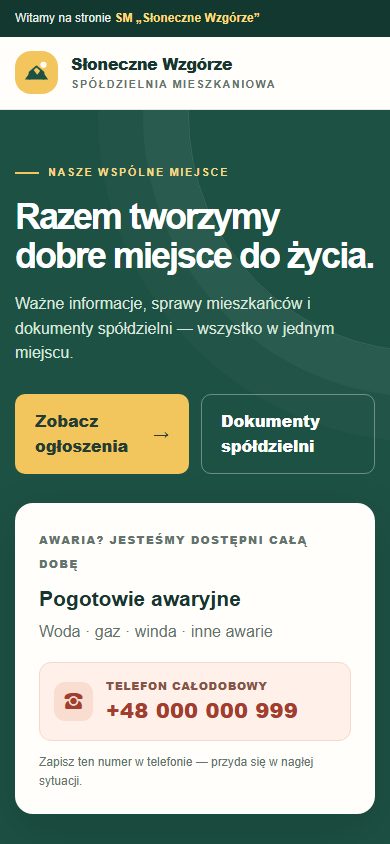 Witamy na stronie SM „Słoneczne Wzgórze”
Słoneczne Wzgórze
SPÓŁDZIELNIA MIESZKANIOWA
NASZE WSPÓLNE MIEJSCE
Razem tworzymy
dobre miejsce do życia.
Ważne informacje, sprawy mieszkańców i
dokumenty spółdzielni — wszystko w jednym
miejscu.
Zobacz
ogłoszenia →
Dokumenty
spółdzielni
AWARIA? JESTEŚMY DOSTĘPNI CAŁĄ
DOBĘ
Pogotowie awaryjne
Woda · gaz · winda · inne awarie
TELEFON CAŁODOBOWY
+48 000 000 999
Zapisz ten numer w telefonie — przyda się w nagłej
sytuacji.